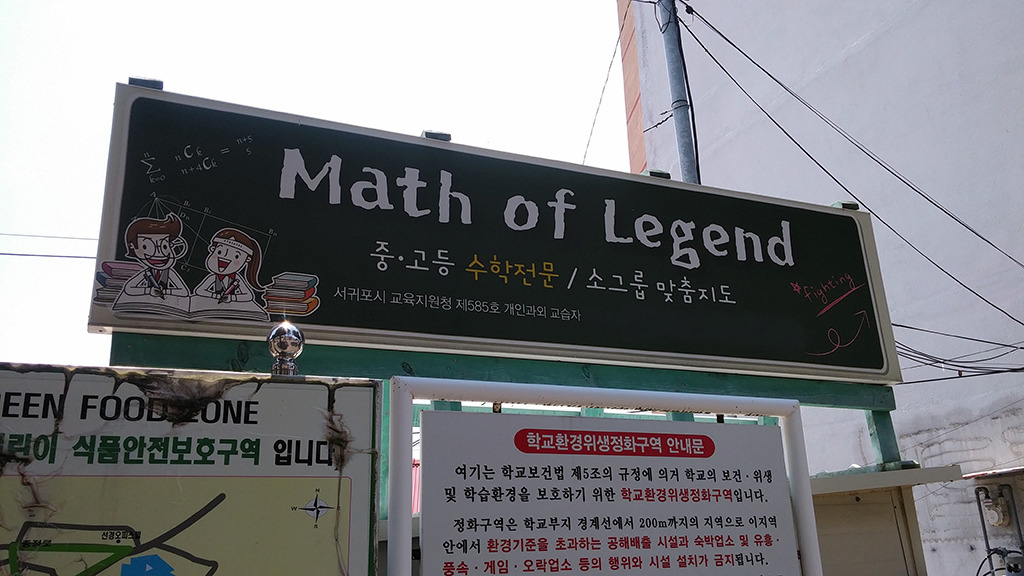 Math of Legend
중·고등 수학전문 / 소그룹 맞춤지도
서귀포시 교육지원청 제585호 개인과외 교습자
fighting
EEN FOOD ZONE
린이 식품안전보호구역 입니다
학교환경위생정화구역 안내문
여기는 학교보건법 제5조의 규정에 의거 학교의 보건·위생
및 학습환경을 보호하기 위한 학교환경위생정화구역입니다.
정화구역은 학교부지 경계선에서 200m까지의 지역으로 이지역
안에서 환경기준을 초과하는 공해배출 시설과 숙박업소 및 유흥·
풍속·게임·오락업소 등의 행위와 시설 설치가 금지됩니다.